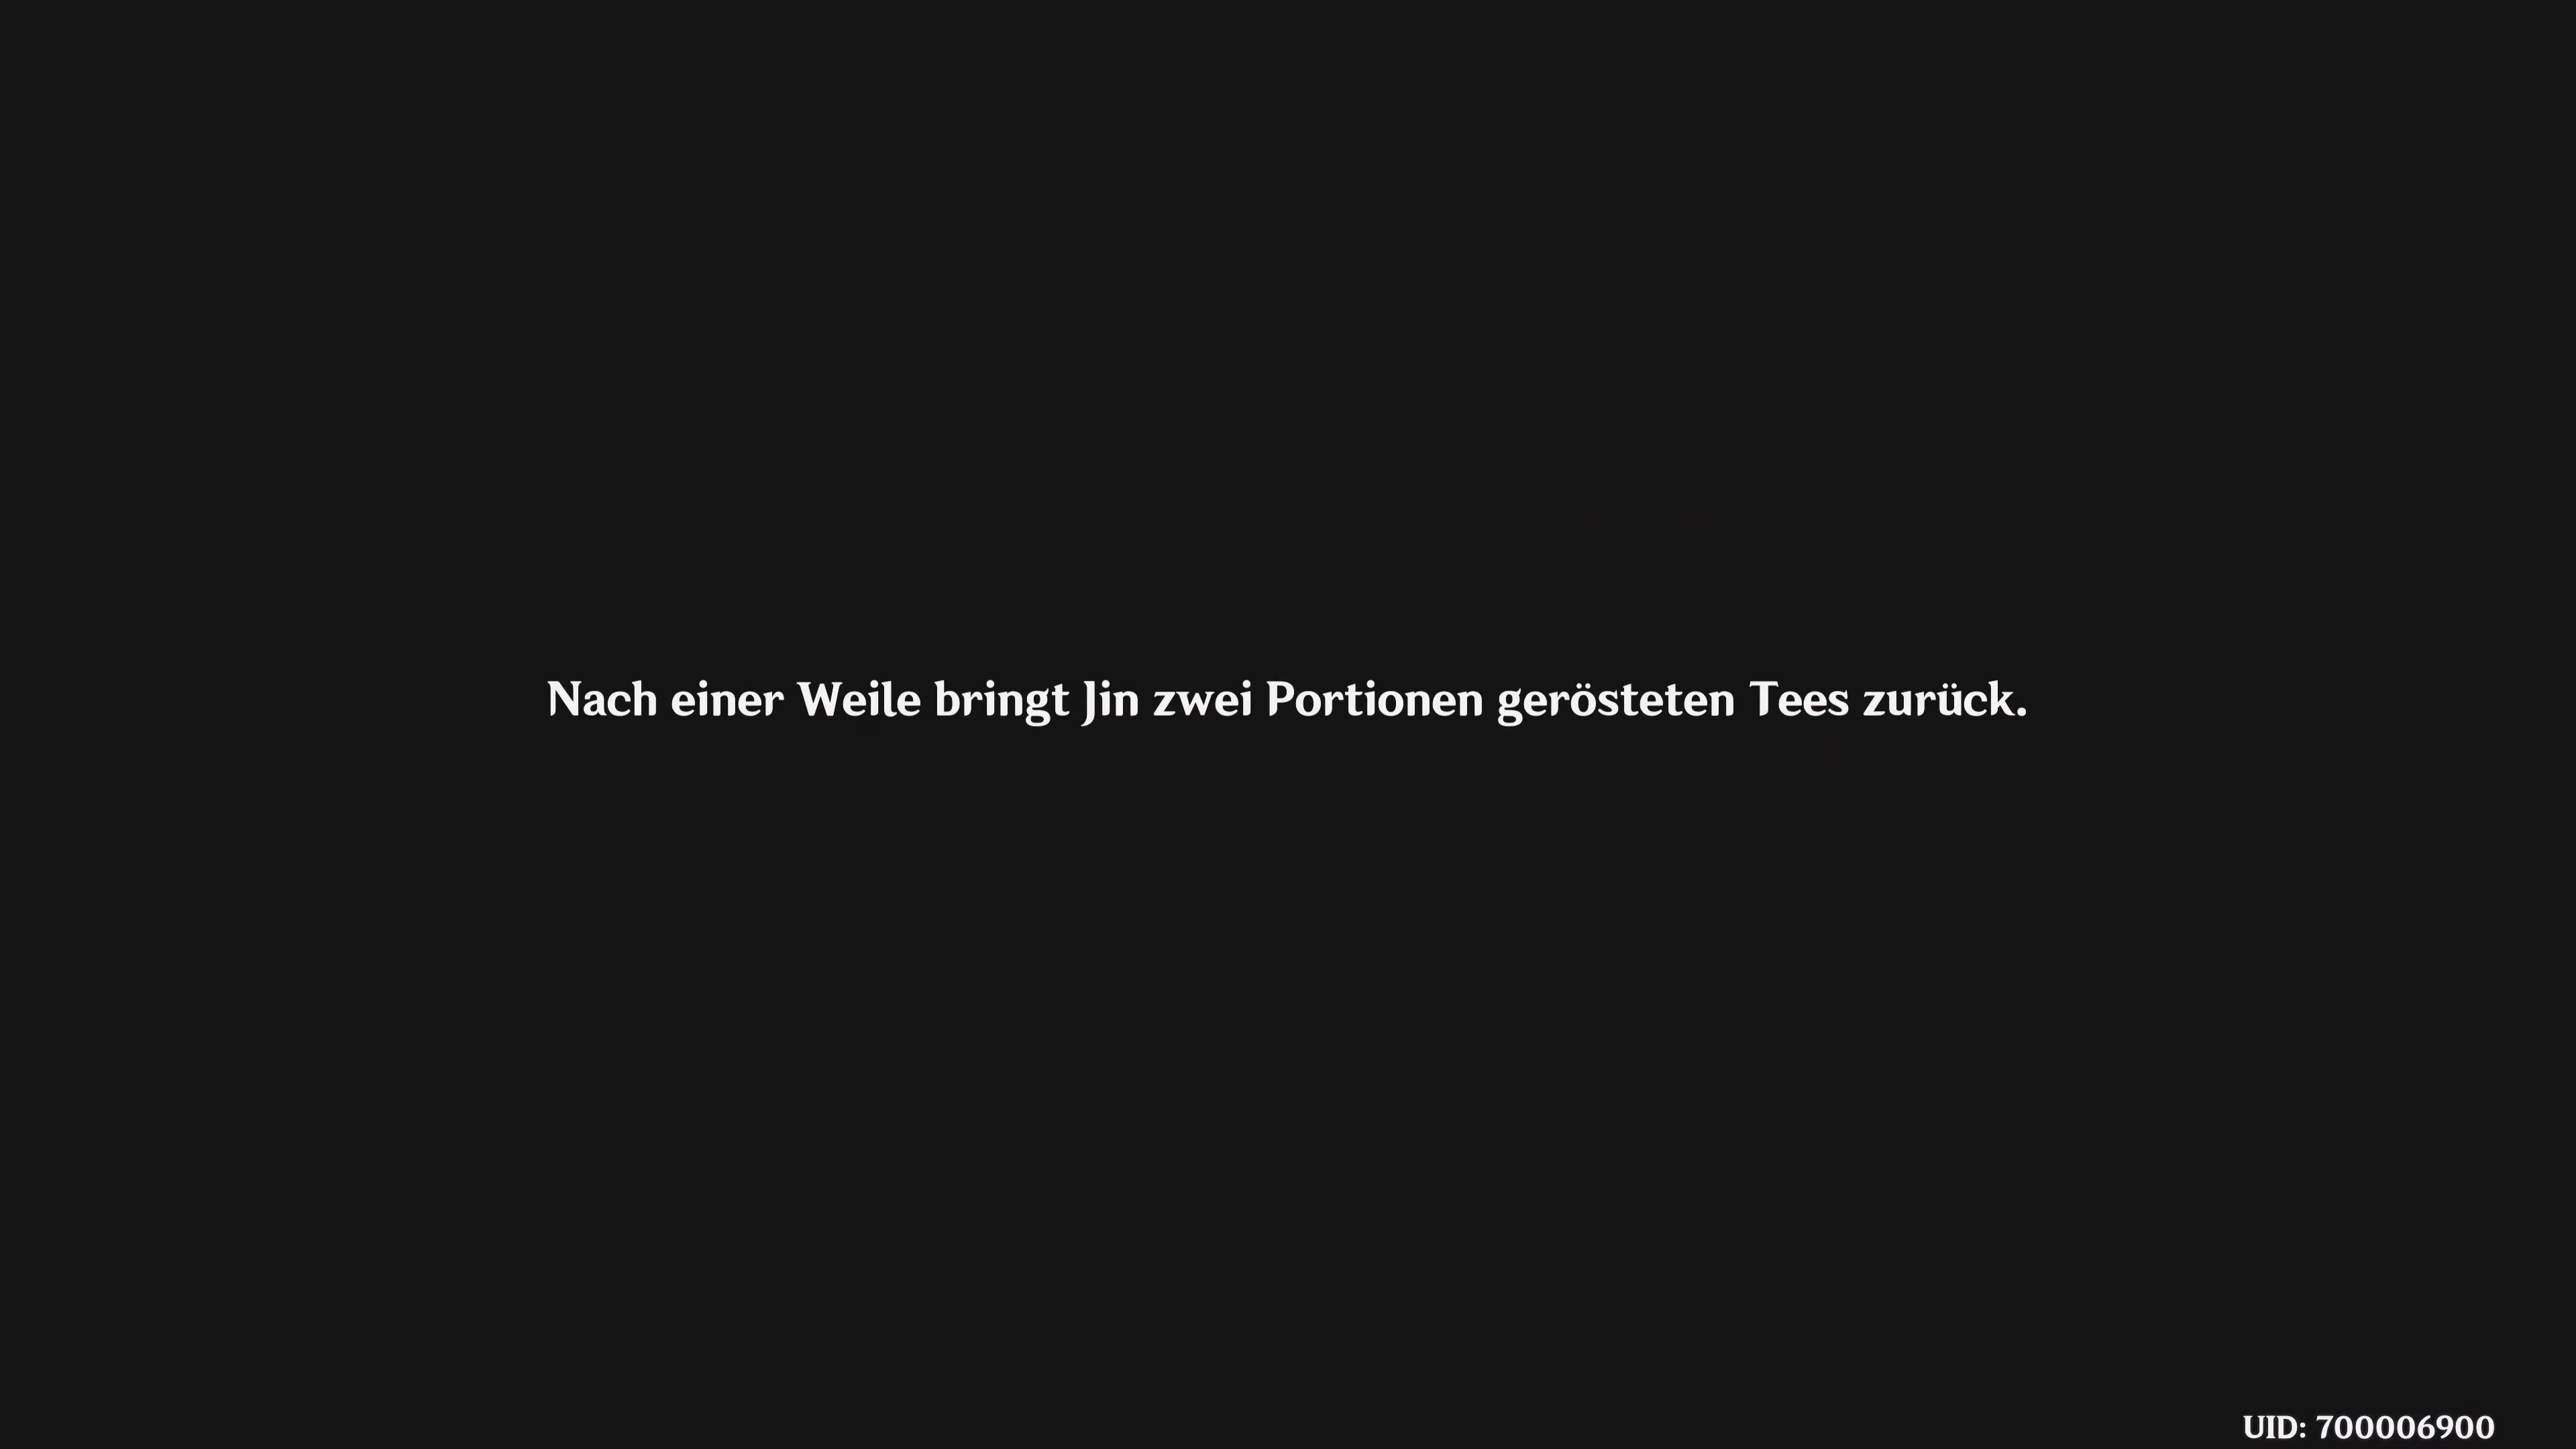 Nach einer Weile bringt Jin zwei Portionen gerösteten Tees zurück.
UID: 700006900